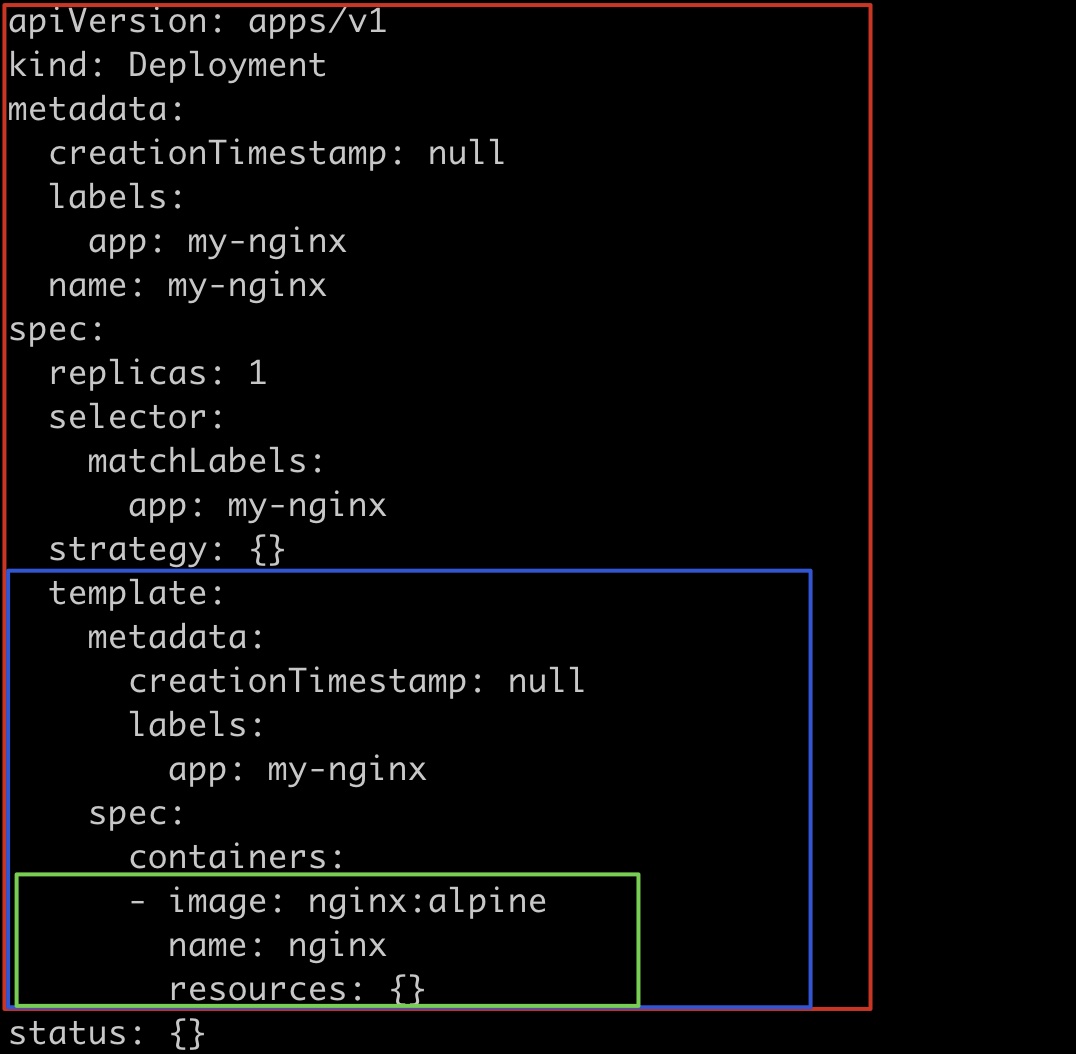 apiVersion: apps/v1
kind: Deployment
metadata:
  creationTimestamp: null
  labels:
    app: my-nginx
  name: my-nginx
spec:
  replicas: 1
  selector:
    matchLabels:
      app: my-nginx
  strategy: {}
  template:
    metadata:
      creationTimestamp: null
      labels:
        app: my-nginx
    spec:
      containers:
      - image: nginx:alpine
        name: nginx
        resources: {}
status: {}